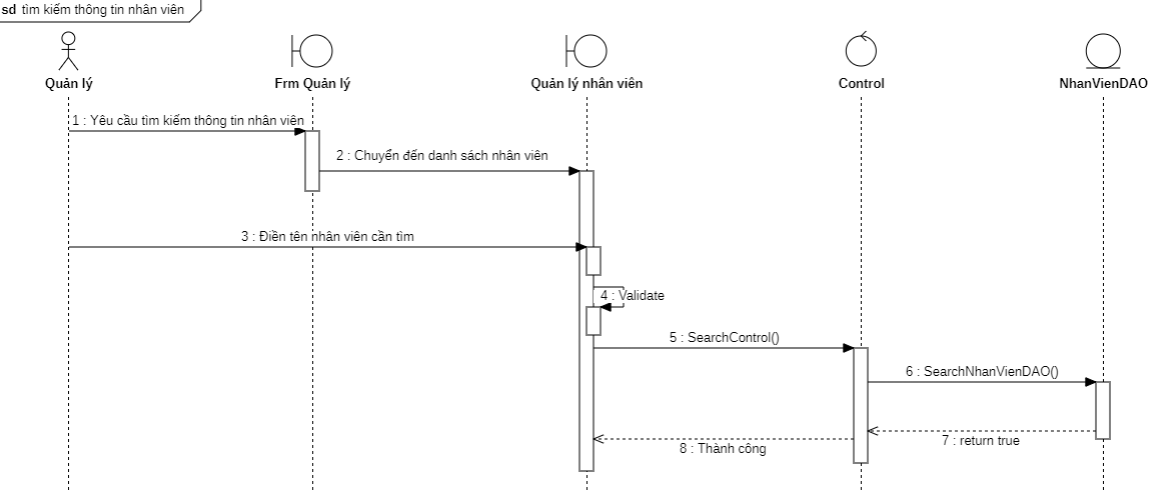 sd tìm kiếm thông tin nhân viên
Quản lý
Frm Quản lý
Quản lý nhân viên
Control
NhanVienDAO
1 : Yêu cầu tìm kiếm thông tin nhân viên
2 : Chuyển đến danh sách nhân viên
3 : Điền tên nhân viên cần tìm
4 : Validate
5 : SearchControl()
6 : SearchNhanVienDAO()
7 : return true
8 : Thành công